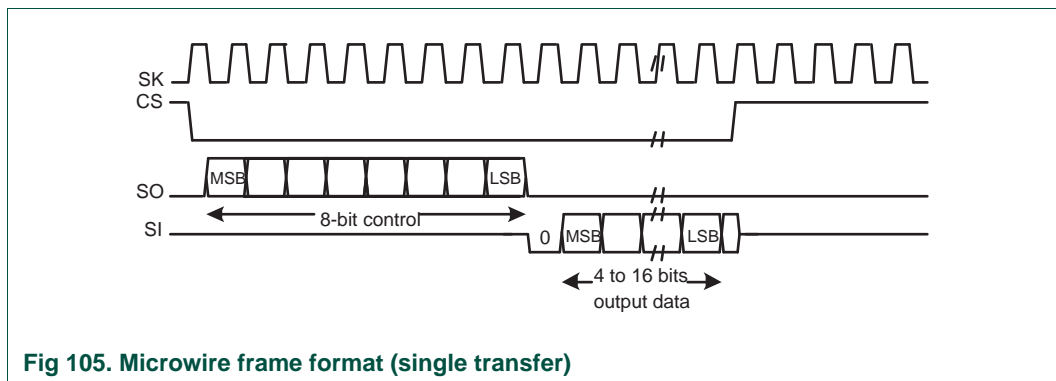 SK
CS
SO
MSB
LSB
8-bit control
SI
0
MSB
LSB
4 to 16 bits
output data
Fig 105. Microwire frame format (single transfer)